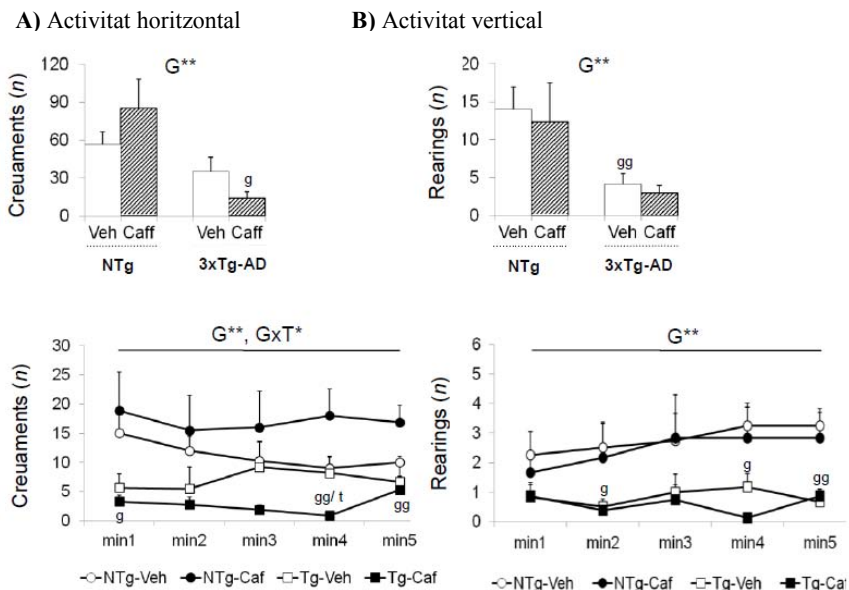 A) Activitat horitzontal
B) Activitat vertical
Creuaments (n)
120
90
60
30
0
G**
g
Veh Caff
Veh Caff
NTg
3xTg-AD
Rearings (n)
20
15
10
5
0
G**
gg
Veh Caff
Veh Caff
NTg
3xTg-AD
Creuaments (n)
30
25
20
15
10
5
0
G**, GxT*
g
gg/ t
gg
min1 min2 min3 min4 min5
NTg-Veh NTg-Caf Tg-Veh Tg-Caf
Rearings (n)
6
5
4
3
2
1
0
G**
g
g
gg
min1 min2 min3 min4 min5
NTg-Veh NTg-Caf Tg-Veh Tg-Caf